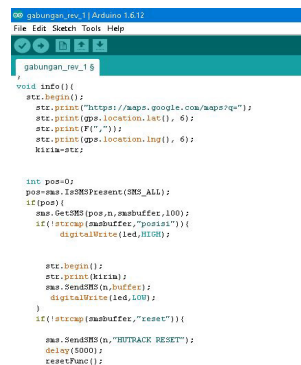 gabungan_rev_1 | Arduino 1.6.12
File Edit Sketch Tools Help
gabungan_rev_1 §
void info(){
str.begin();
str.print("https://maps.google.com/maps?q=");
str.print(gps.location.lat(), 6);
str.print(F(","));
str.print(gps.location.lng(), 6);
kirim=str;
int pos=0;
pos=sms.IsSMSPresent(SMS_ALL);
if(pos){
sms.GetSMS(pos,n,smsbuffer,100);
if(!strcmp(smsbuffer,"posisi")){
digitalWrite(led,HIGH);
str.begin();
str.print(kirim);
sms.SendSMS(n,buffer);
digitalWrite(led,LOW);
}
if(!strcmp(smsbuffer,"reset")){
sms.SendSMS(n,"HUTRACK RESET");
delay(5000);
resetFunc();